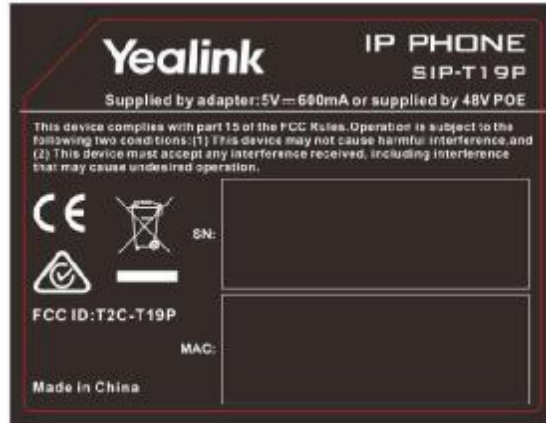 Yealink
IP PHONE
SIP-T19P
Supplied by adapter:5V⎓600mA or supplied by 48V POE
This device complies with part 15 of the FCC Rules.Operation is subject to the
following two conditions:(1) This device may not cause harmful interference,and
(2) This device must accept any interference received, including interference
that may cause undesired operation.
CE
SN:
FCC ID:T2C-T19P
MAC:
Made in China